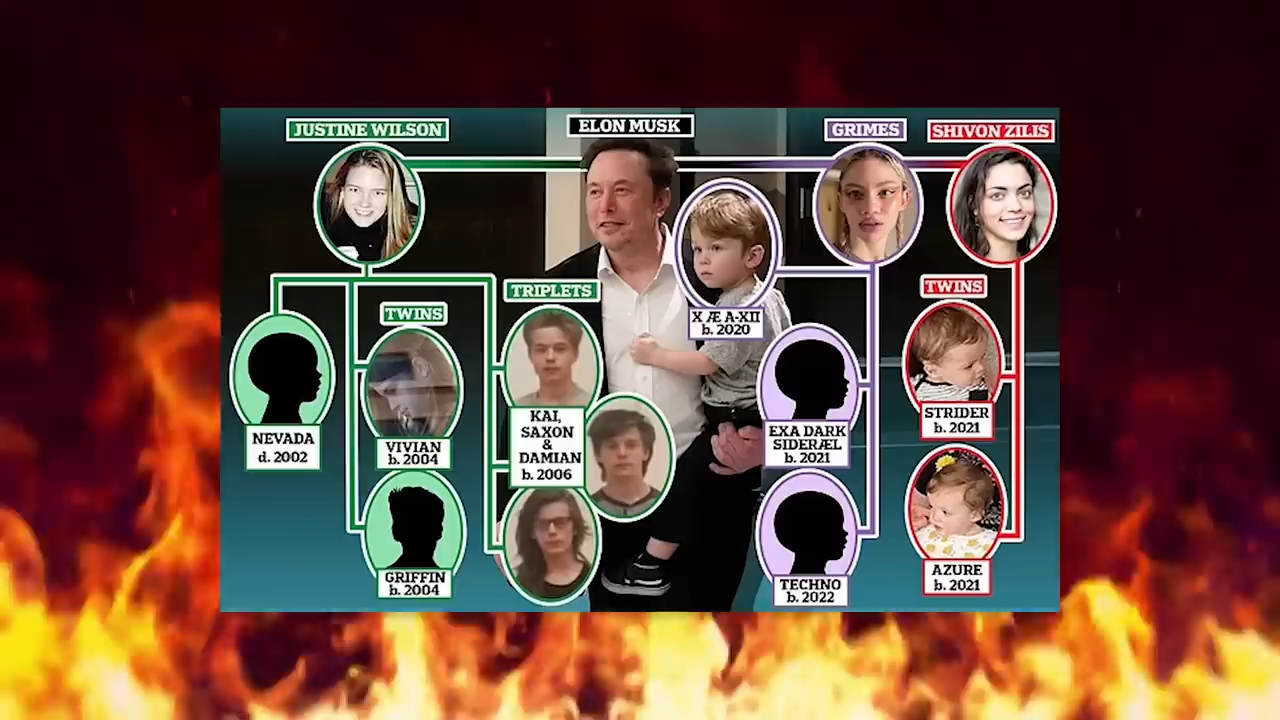 JUSTINE WILSON
ELON MUSK
GRIMES
SHIVON ZILIS
TRIPLETS
TWINS
TWINS
X Æ A-XII
b. 2020
NEVADA
d. 2002
VIVIAN
b. 2004
KAI,
SAXON
&
DAMIAN
b. 2006
EXA DARK
SIDERÆL
b. 2021
STRIDER
b. 2021
GRIFFIN
b. 2004
TECHNO
b. 2022
AZURE
b. 2021